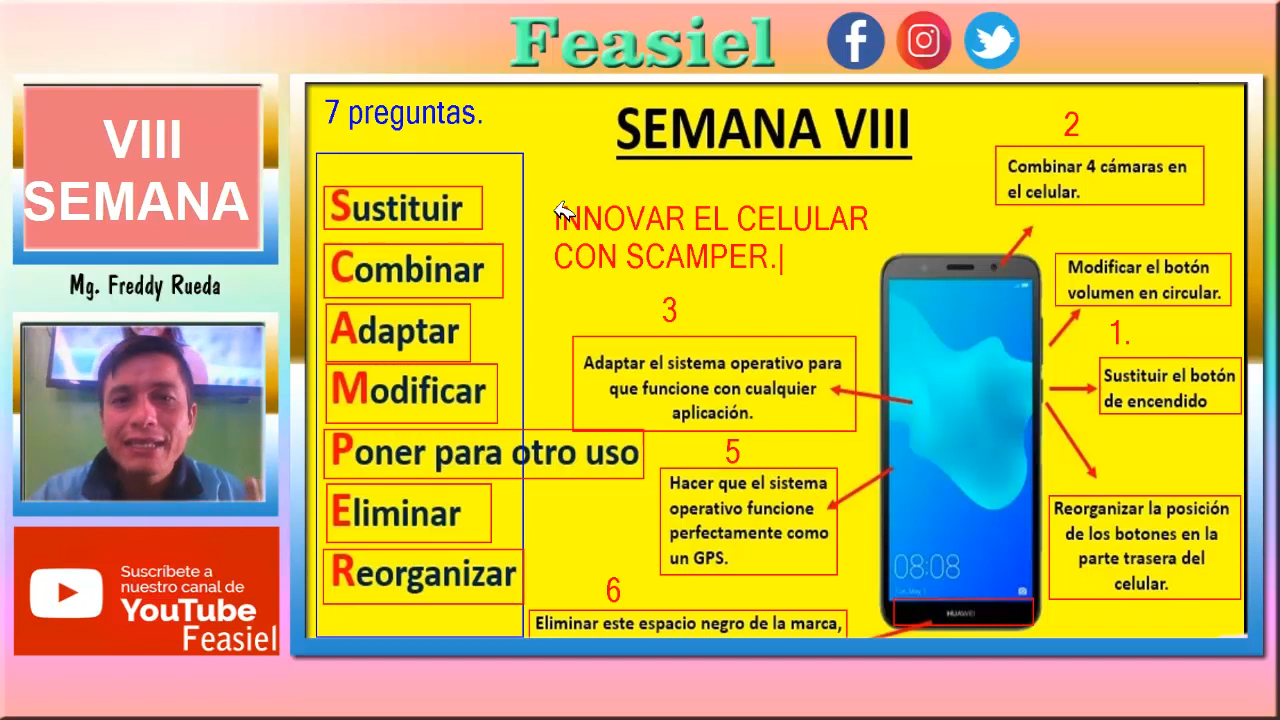 Feasiel
VIII
SEMANA
Mg. Freddy Rueda
Suscríbete a
nuestro canal de
YouTube
Feasiel
7 preguntas.
SEMANA VIII
Sustituir
Combinar
Adaptar
Modificar
Poner para otro uso
Eliminar
Reorganizar
INNOVAR EL CELULAR
CON SCAMPER.
2
Combinar 4 cámaras en
el celular.
Modificar el botón
volumen en circular.
1.
Sustituir el botón
de encendido
3
Adaptar el sistema operativo para
que funcione con cualquier
aplicación.
5
Hacer que el sistema
operativo funcione
perfectamente como
un GPS.
Reorganizar la posición
de los botones en la
parte trasera del
celular.
6
Eliminar este espacio negro de la marca,
08:08
HUAWEI